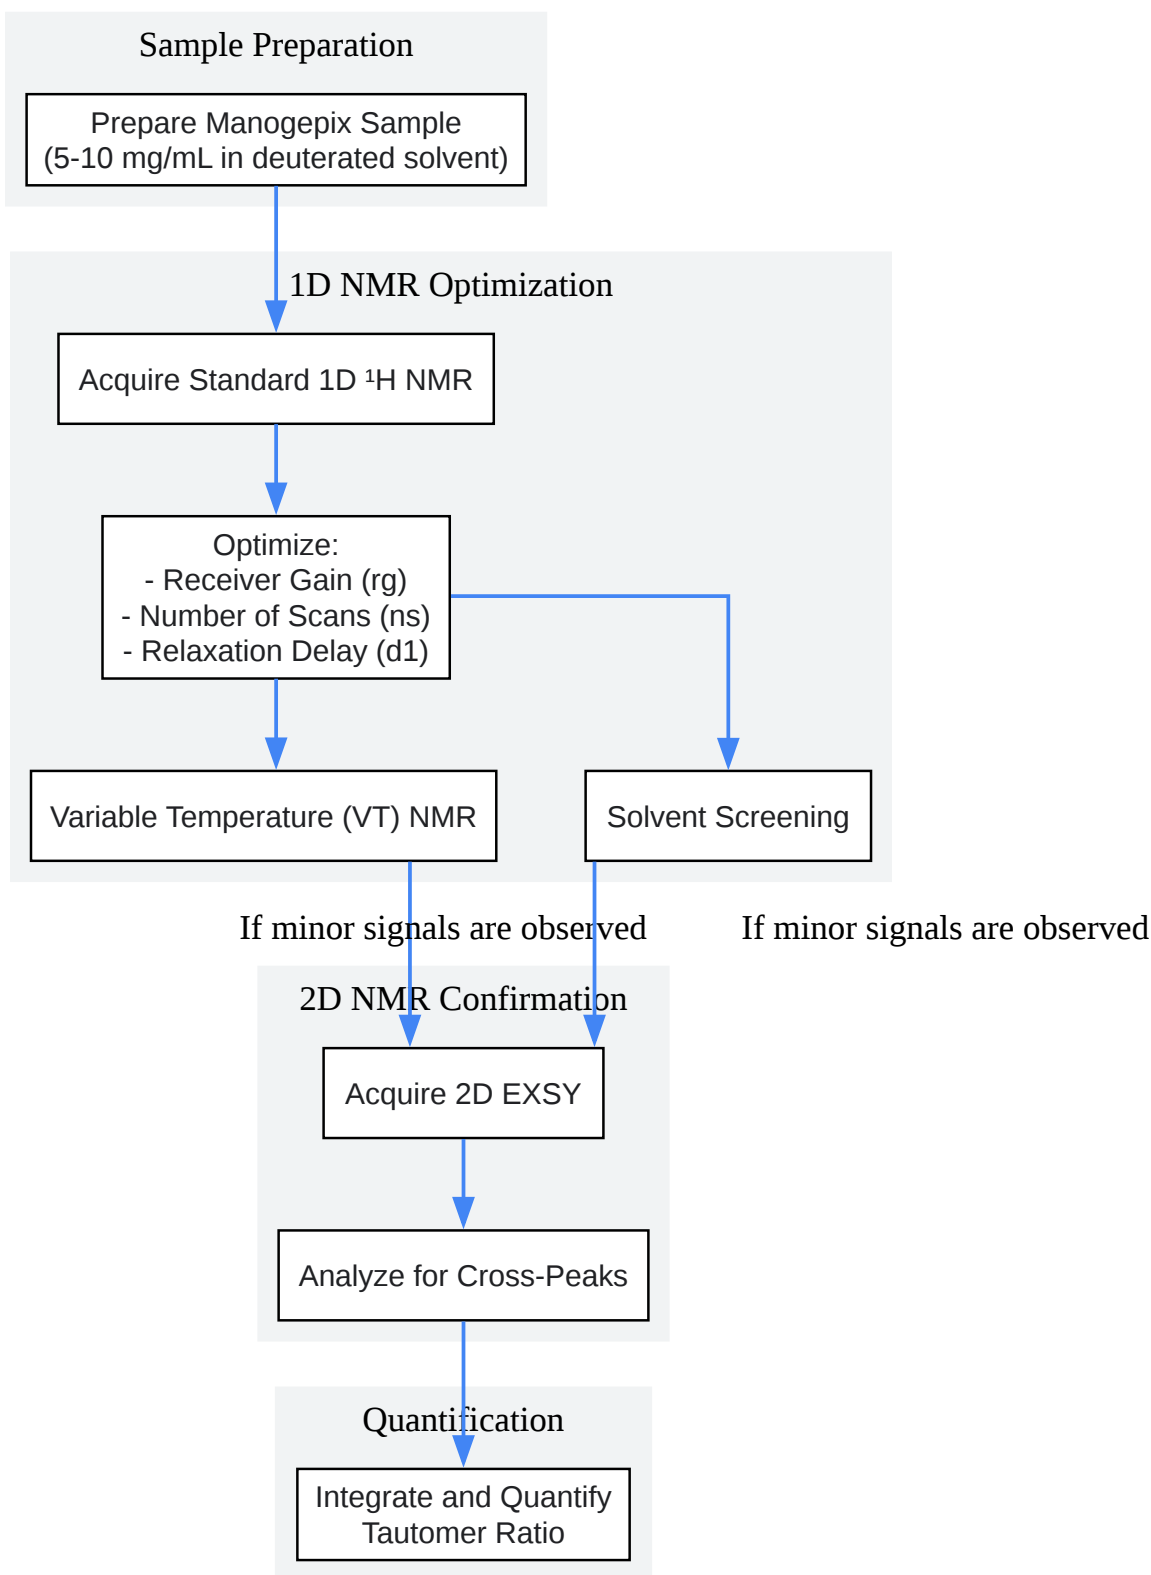 Sample Preparation
Prepare Manogepix Sample
(5-10 mg/mL in deuterated solvent)
1D NMR Optimization
Acquire Standard 1D ¹H NMR
Optimize:
- Receiver Gain (rg)
- Number of Scans (ns)
- Relaxation Delay (d1)
Variable Temperature (VT) NMR
Solvent Screening
If minor signals are observed
If minor signals are observed
2D NMR Confirmation
Acquire 2D EXSY
Analyze for Cross-Peaks
Quantification
Integrate and Quantify
Tautomer Ratio